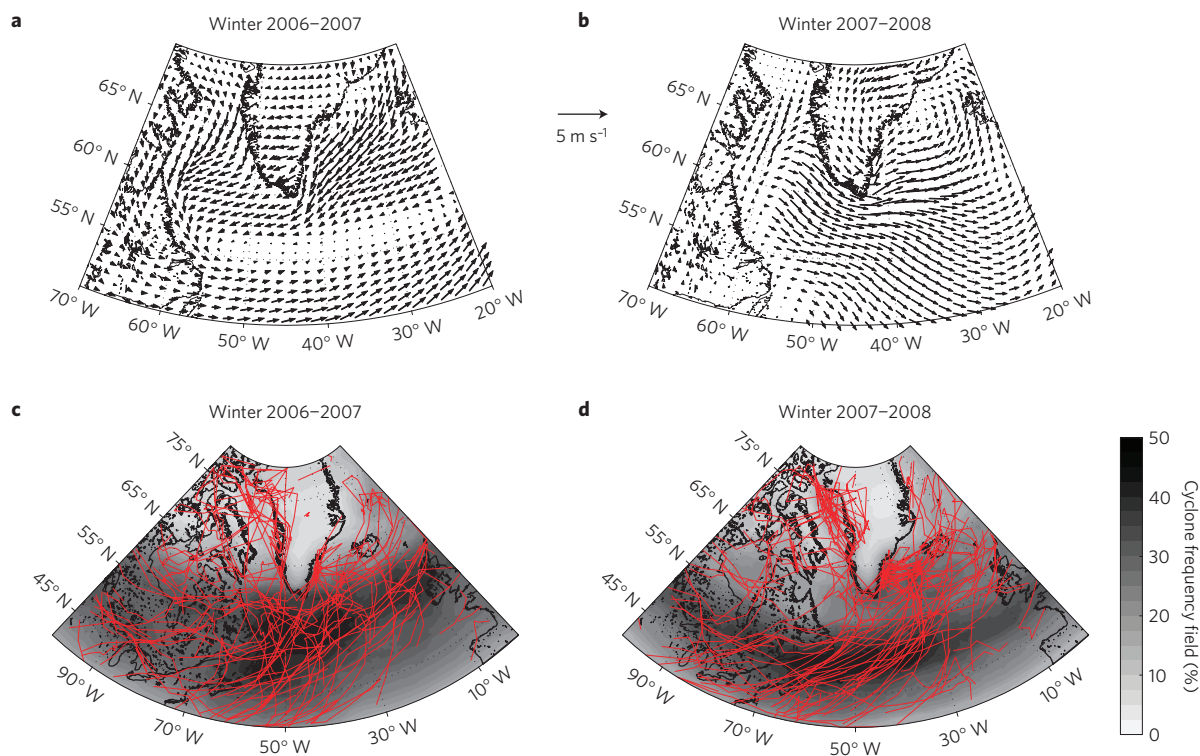 a
Winter 2006–2007
65° N
60° N
55° N
70° W
60° W
50° W
40° W
30° W
20° W
5 m s⁻¹
b
Winter 2007–2008
65° N
60° N
55° N
70° W
60° W
50° W
40° W
30° W
20° W
c
Winter 2006–2007
75° N
65° N
55° N
45° N
90° W
70° W
50° W
30° W
10° W
d
Winter 2007–2008
75° N
65° N
55° N
45° N
90° W
70° W
50° W
30° W
10° W
50
40
30
20
10
0
Cyclone frequency field (%)